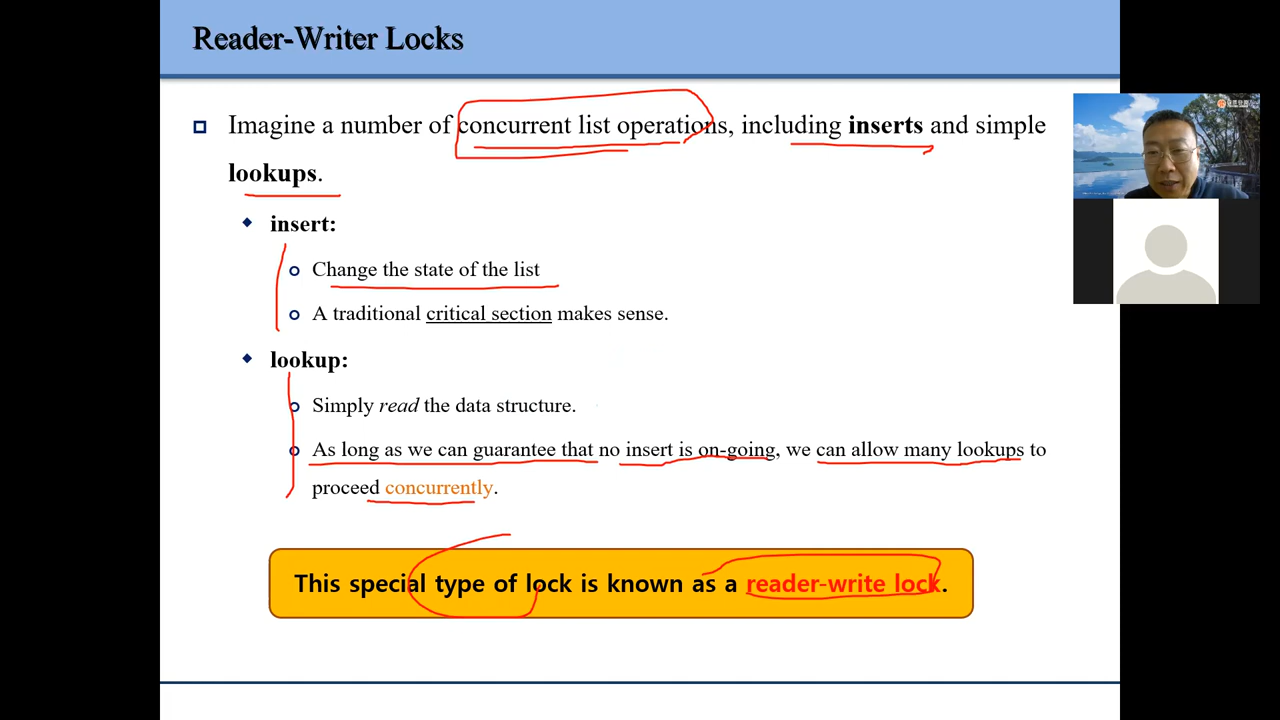 Reader-Writer Locks
Imagine a number of concurrent list operations, including inserts and simple
lookups.
insert:
Change the state of the list
A traditional critical section makes sense.
lookup:
Simply read the data structure.
As long as we can guarantee that no insert is on-going, we can allow many lookups to
proceed concurrently.
This special type of lock is known as a reader-write lock.